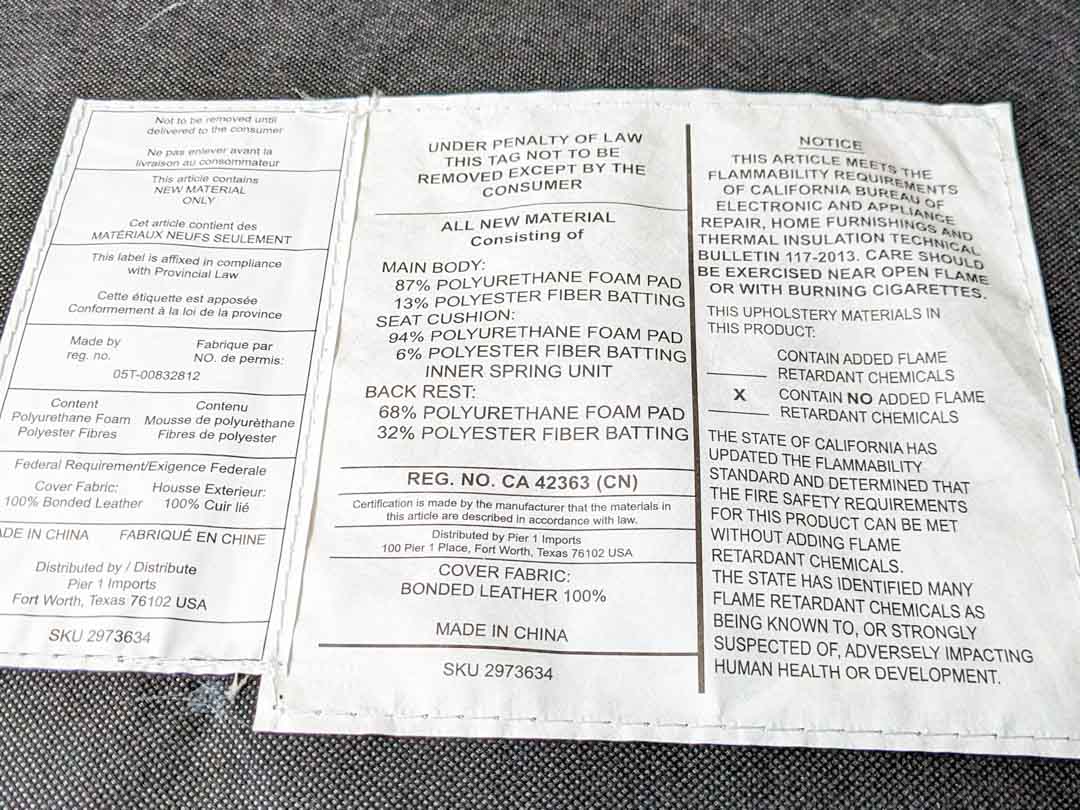 Not to be removed until
delivered to the consumer
Ne pas enlever avant la
livraison au consommateur
This article contains
NEW MATERIAL
ONLY
Cet article contient des
MATÉRIAUX NEUFS SEULEMENT
This label is affixed in compliance
with Provincial Law
Cette étiquette est apposée
Conformement à la loi de la province
Made by
reg. no.
Fabrique par
NO. de permis:
05T-00832812
Content
Polyurethane Foam
Polyester Fibres
Contenu
Mousse de polyurèthane
Fibres de polyester
Federal Requirement/Exigence Federale
Cover Fabric:
100% Bonded Leather
Housse Exterieur:
100% Cuir lié
ADE IN CHINA FABRIQUÉ EN CHINE
Distributed by / Distribute
Pier 1 Imports
Fort Worth, Texas 76102 USA
SKU 2973634
UNDER PENALTY OF LAW
THIS TAG NOT TO BE
REMOVED EXCEPT BY THE
CONSUMER
ALL NEW MATERIAL
Consisting of
MAIN BODY:
87% POLYURETHANE FOAM PAD
13% POLYESTER FIBER BATTING
SEAT CUSHION:
94% POLYURETHANE FOAM PAD
6% POLYESTER FIBER BATTING
INNER SPRING UNIT
BACK REST:
68% POLYURETHANE FOAM PAD
32% POLYESTER FIBER BATTING
REG. NO. CA 42363 (CN)
Certification is made by the manufacturer that the materials in
this article are described in accordance with law.
Distributed by Pier 1 Imports
100 Pier 1 Place, Fort Worth, Texas 76102 USA
COVER FABRIC:
BONDED LEATHER 100%
MADE IN CHINA
SKU 2973634
NOTICE
THIS ARTICLE MEETS THE
FLAMMABILITY REQUIREMENTS
OF CALIFORNIA BUREAU OF
ELECTRONIC AND APPLIANCE
REPAIR, HOME FURNISHINGS AND
THERMAL INSULATION TECHNICAL
BULLETIN 117-2013. CARE SHOULD
BE EXERCISED NEAR OPEN FLAME
OR WITH BURNING CIGARETTES.
THIS UPHOLSTERY MATERIALS IN
THIS PRODUCT:
CONTAIN ADDED FLAME
RETARDANT CHEMICALS
X CONTAIN NO ADDED FLAME
RETARDANT CHEMICALS
THE STATE OF CALIFORNIA HAS
UPDATED THE FLAMMABILITY
STANDARD AND DETERMINED THAT
THE FIRE SAFETY REQUIREMENTS
FOR THIS PRODUCT CAN BE MET
WITHOUT ADDING FLAME
RETARDANT CHEMICALS.
THE STATE HAS IDENTIFIED MANY
FLAME RETARDANT CHEMICALS AS
BEING KNOWN TO, OR STRONGLY
SUSPECTED OF, ADVERSELY IMPACTING
HUMAN HEALTH OR DEVELOPMENT.